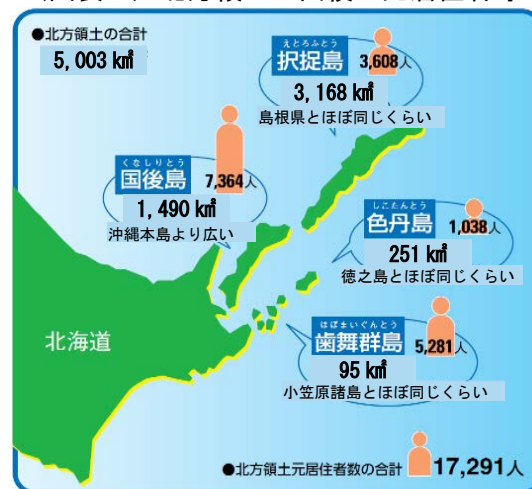 ●北方領土の合計
5,003 k㎡
えとろふとう
択捉島 3,608人
3,168 k㎡
島根県とほぼ同じくらい
くなしりとう
国後島 7,364人
1,490 k㎡
沖縄本島より広い
しこたんとう
色丹島 1,038人
251 k㎡
徳之島とほぼ同じくらい
はぼまいぐんとう
歯舞群島 5,281人
95 k㎡
小笠原諸島とほぼ同じくらい
北海道
●北方領土元居住者数の合計 17,291人